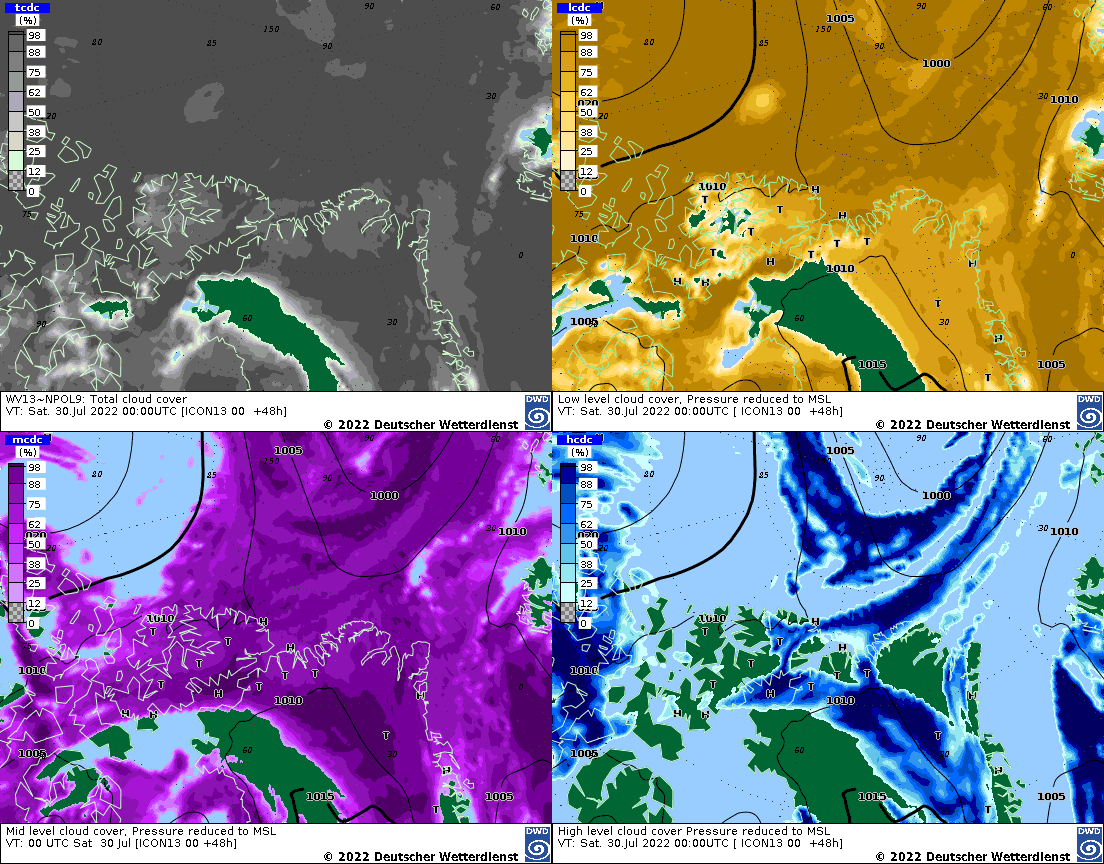 tcdc
(%)
98
88
75
62
50
38
25
12
0
80
85
150
90
90
60
30
20
75
0
90
60
30
WV13~NPOL9: Total cloud cover
VT: Sat. 30.Jul 2022 00:00UTC [ICON13 00 +48h]
DWD
© 2022 Deutscher Wetterdienst
lcdc
(%)
98
88
75
62
50
38
25
12
0
1005
150
80
85
90
60
1000
30
1010
020
20
1010
H
T
T
H
75
1010
T
T
T
T
T
0
H
H
1010
H
H
T
1005
60
30
H
1015
1005
T
Low level cloud cover, Pressure reduced to MSL
VT: Sat. 30.Jul 2022 00:00UTC [ ICON13 00 +48h]
DWD
© 2022 Deutscher Wetterdienst
mcdc
(%)
98
88
75
62
50
38
25
12
0
90
60
1005
150
80
85
90
1000
30
1010
020
20
1010
H
T
T
H
T
1010
T
T
T
T
H
H
0
1010
H
H
T
1005
60
30
H
1015
1005
T
Mid level cloud cover, Pressure reduced to MSL
VT: 00 UTC Sat 30 Jul [ICON13 00 +48h]
DWD
© 2022 Deutscher Wetterdienst
hcdc
(%)
98
88
75
62
50
38
25
12
0
90
60
1005
80
85
90
1000
30
1010
020
20
1010
H
T
T
H
1010
T
T
T
T
H
H
1010
H
H
T
1005
60
30
H
1015
1005
T
High level cloud cover Pressure reduced to MSL
VT: Sat. 30.Jul 2022 00:00UTC [ ICON13 00 +48h]
DWD
© 2022 Deutscher Wetterdienst